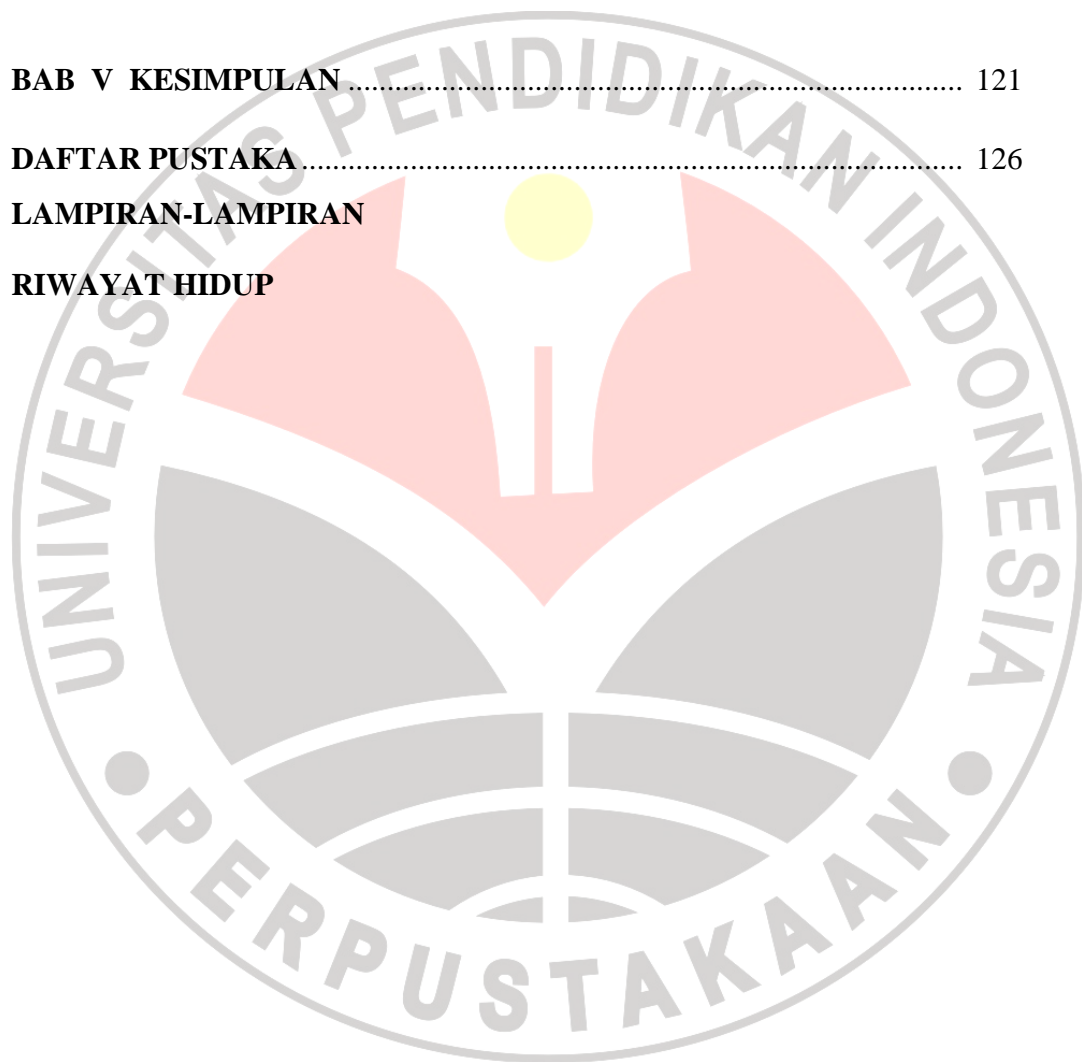 BAB V KESIMPULAN ............................................................................ 121
DAFTAR PUSTAKA .................................................................................. 126
LAMPIRAN-LAMPIRAN
RIWAYAT HIDUP
UNIVERSITAS PENDIDIKAN INDONESIA
PERPUSTAKAAN